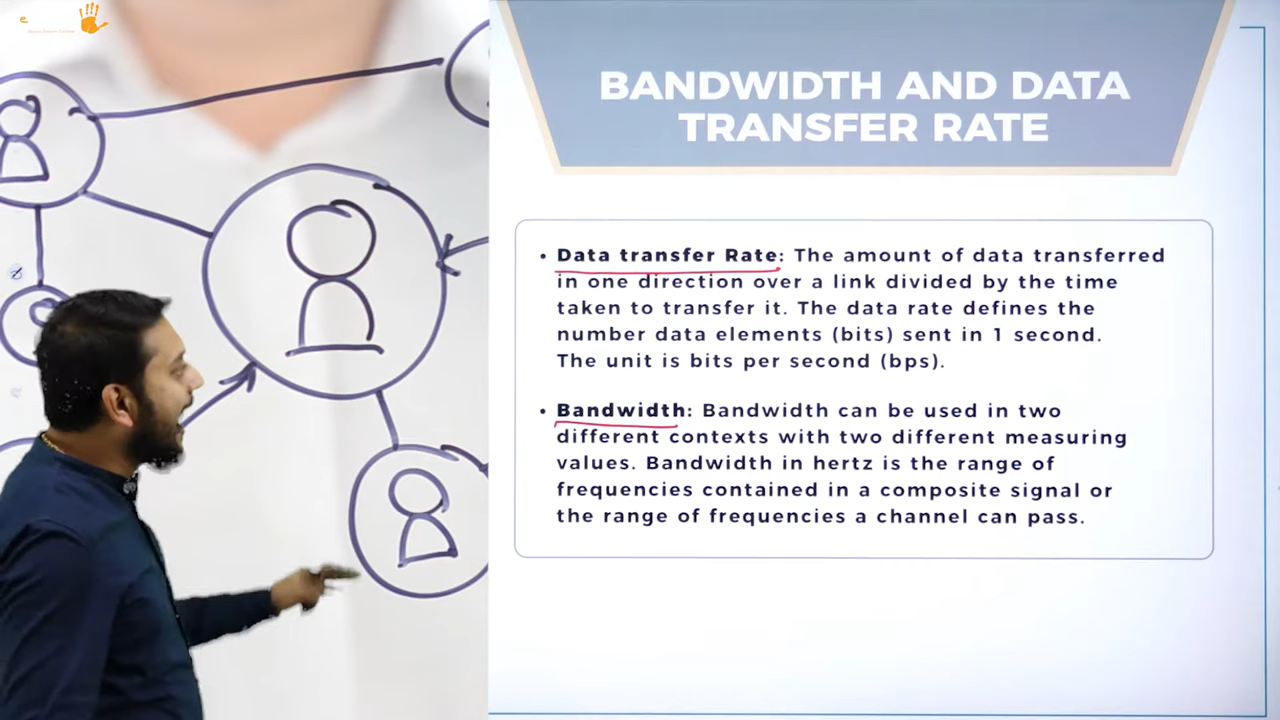 e
BANDWIDTH AND DATA
TRANSFER RATE
• Data transfer Rate: The amount of data transferred
in one direction over a link divided by the time
taken to transfer it. The data rate defines the
number data elements (bits) sent in 1 second.
The unit is bits per second (bps).
• Bandwidth: Bandwidth can be used in two
different contexts with two different measuring
values. Bandwidth in hertz is the range of
frequencies contained in a composite signal or
the range of frequencies a channel can pass.